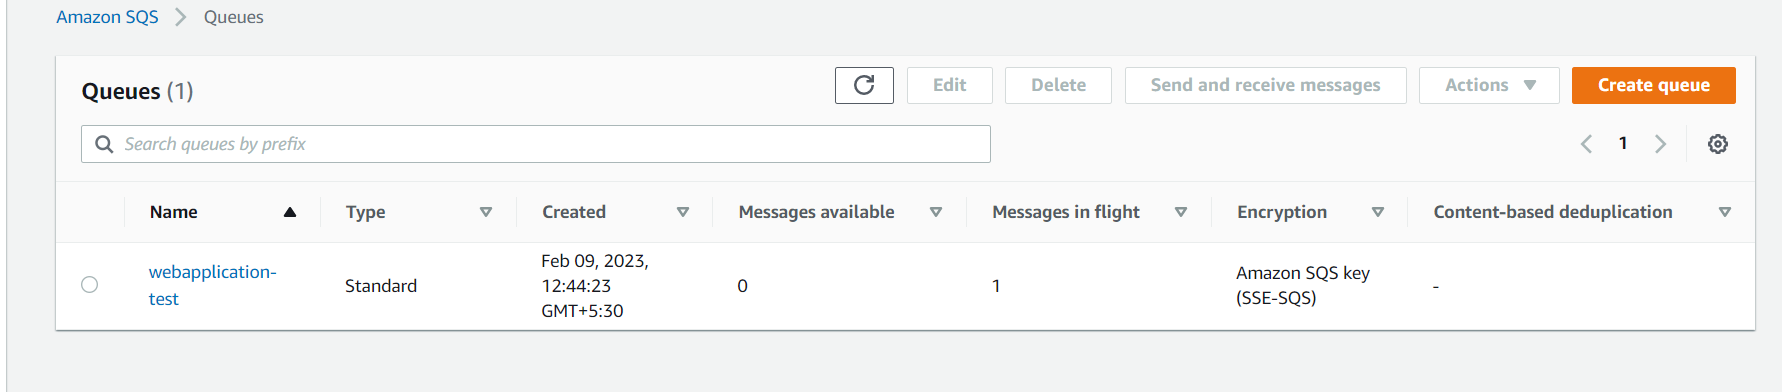 Amazon SQS > Queues
Queues (1)
Edit
Delete
Send and receive messages
Actions
Create queue
Search queues by prefix
1
Name
Type
Created
Messages available
Messages in flight
Encryption
Content-based deduplication
webapplication-
test
Standard
Feb 09, 2023,
12:44:23
GMT+5:30
0
1
Amazon SQS key
(SSE-SQS)
-